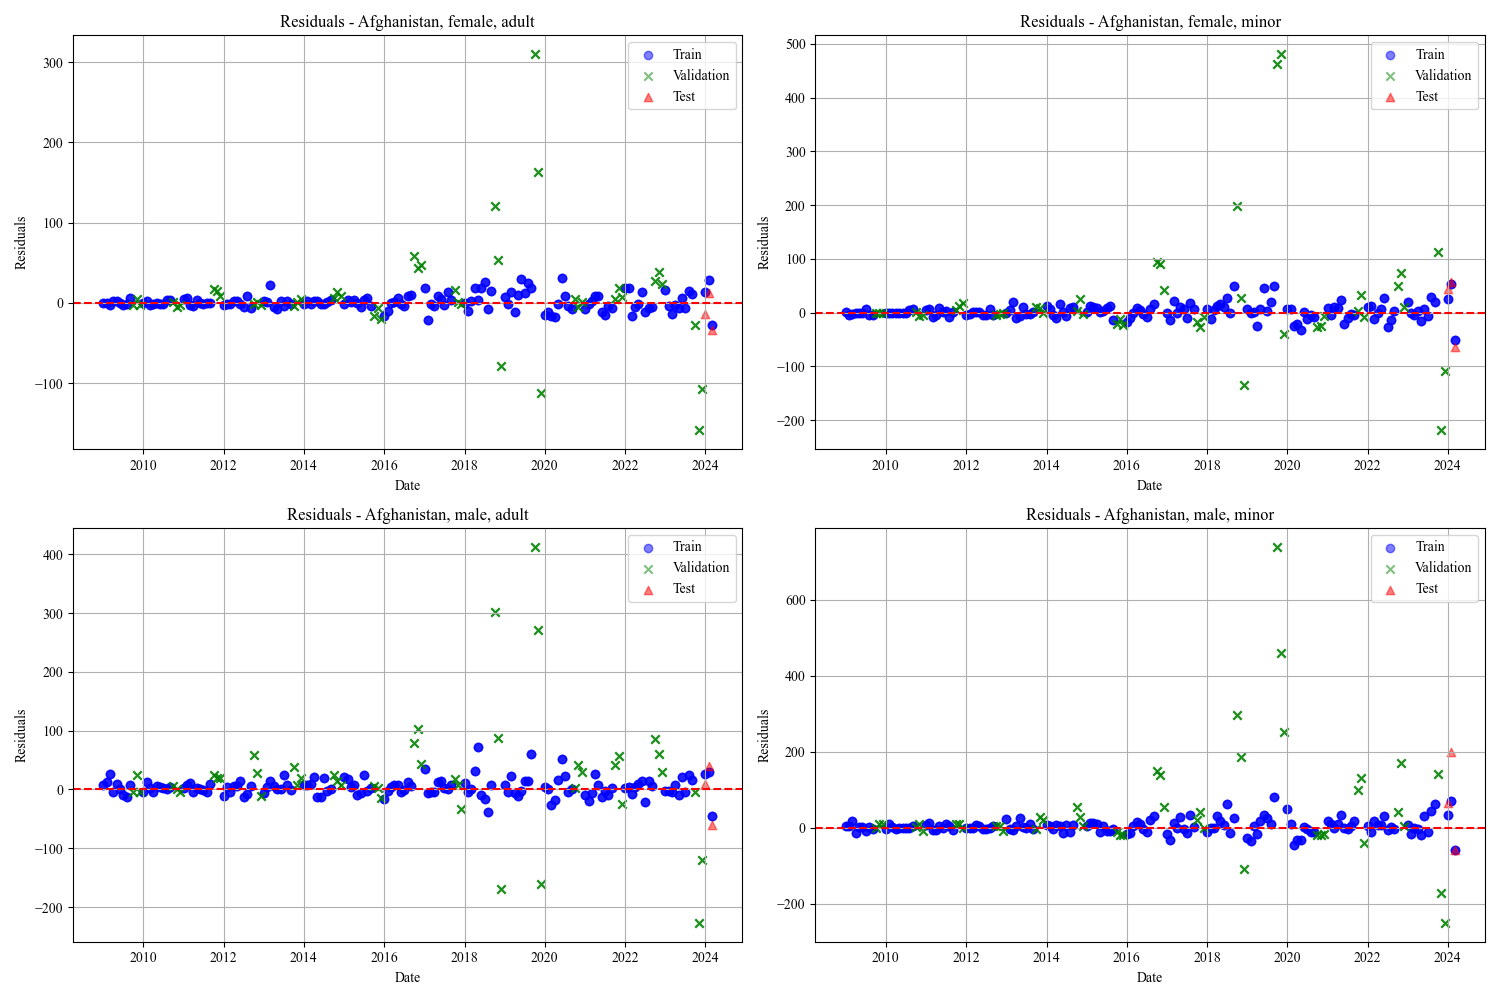 Residuals - Afghanistan, female, adult
Residuals
300
200
100
0
−100
2010 2012 2014 2016 2018 2020 2022 2024
Date
Train
Validation
Test
Residuals - Afghanistan, female, minor
Residuals
500
400
300
200
100
0
−100
−200
2010 2012 2014 2016 2018 2020 2022 2024
Date
Train
Validation
Test
Residuals - Afghanistan, male, adult
Residuals
400
300
200
100
0
−100
−200
2010 2012 2014 2016 2018 2020 2022 2024
Date
Train
Validation
Test
Residuals - Afghanistan, male, minor
Residuals
600
400
200
0
−200
2010 2012 2014 2016 2018 2020 2022 2024
Date
Train
Validation
Test